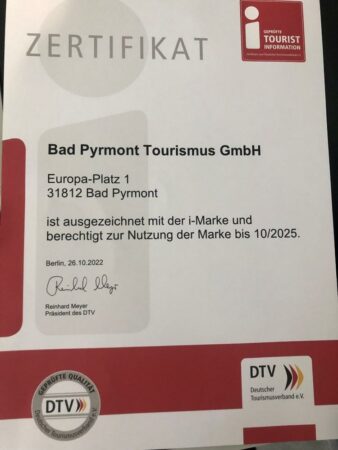 ZERTIFIKAT
GEPRÜFTE
TOURIST
INFORMATION
Bad Pyrmont Tourismus GmbH
Europa-Platz 1
31812 Bad Pyrmont
ist ausgezeichnet mit der i-Marke und
berechtigt zur Nutzung der Marke bis 10/2025.
Berlin, 26.10.2022
Reinhard Meyer
Präsident des DTV
GEPRÜFTE QUALITÄT
DTV
Deutscher Tourismusverband e.V.
DTV
Deutscher
Tourismusverband e.V.